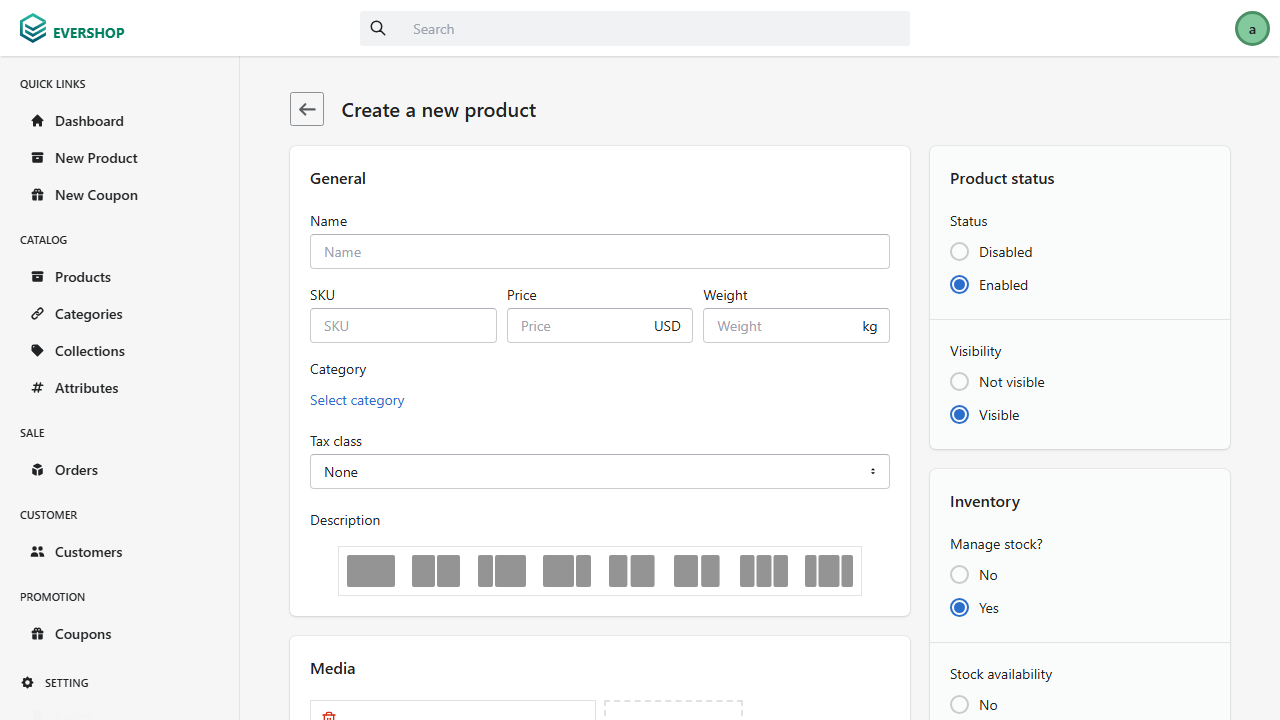 EVERSHOP
Search
a
QUICK LINKS
Dashboard
New Product
New Coupon
CATALOG
Products
Categories
Collections
Attributes
SALE
Orders
CUSTOMER
Customers
PROMOTION
Coupons
SETTING
Create a new product
General
Name
Name
SKU Price Weight
SKU Price USD Weight kg
Category
Select category
Tax class
None
Description
Media
Product status
Status
Disabled
Enabled
Visibility
Not visible
Visible
Inventory
Manage stock?
No
Yes
Stock availability
No